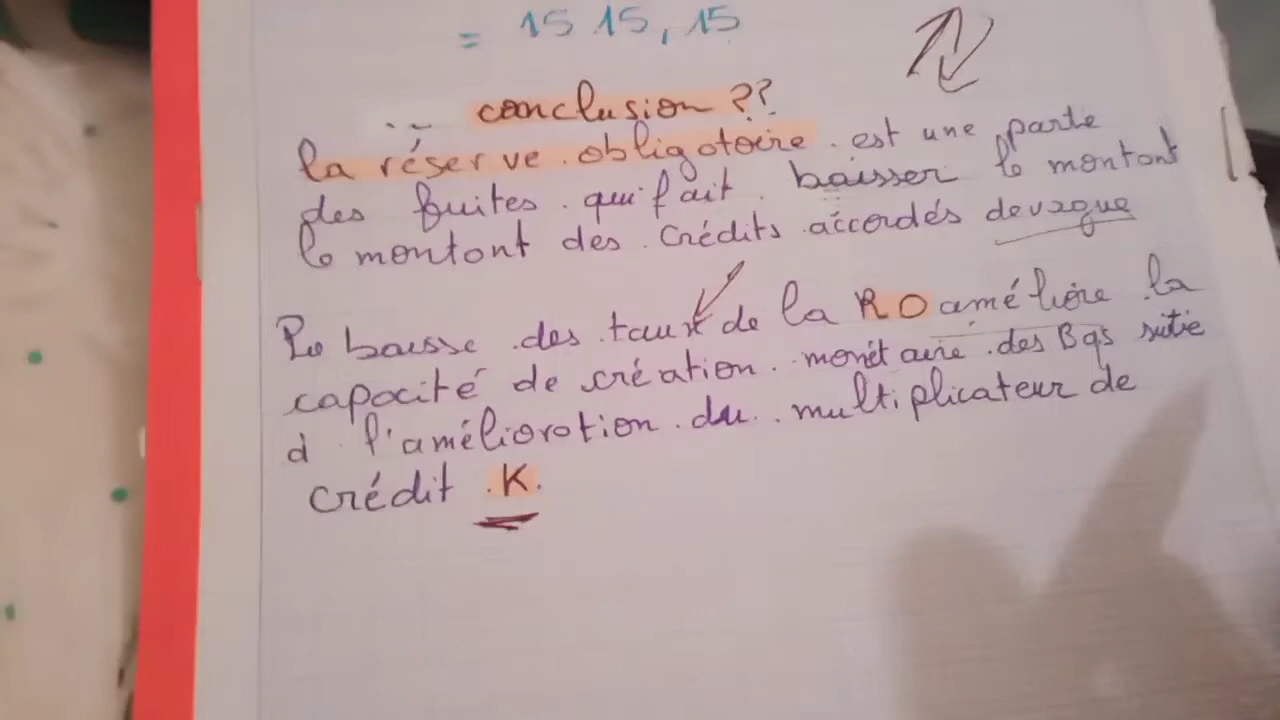 = 15 15, 15
conclusion ??
la réserve obligatoire est une parte
des fuites qui fait baisser le montant
le montant des crédits accordés
La baisse des taux de la RO améliore la
capacité de création monétaire des Bqs suite
à l'amélioration du multiplicateur de
crédit K.